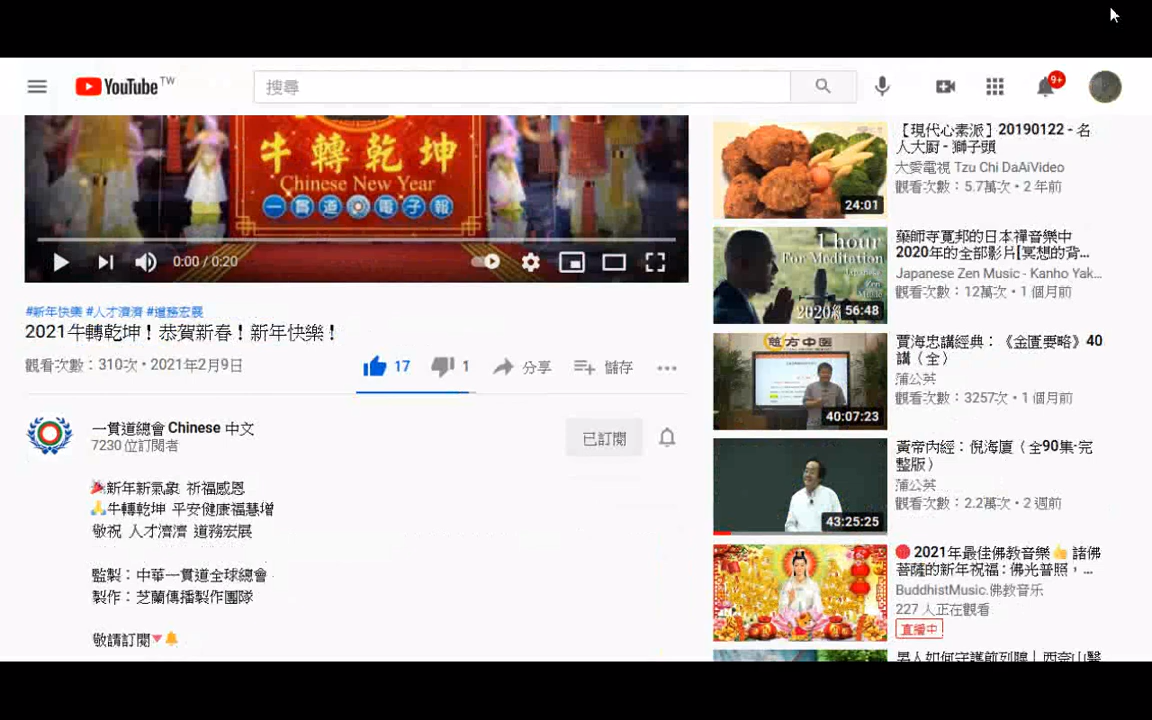 YouTube TW
搜尋
9+
牛轉乾坤
Chinese New Year
一貫道電子報
0:00 / 0:20
#新年快樂 #人才濟濟 #道務宏展
2021牛轉乾坤！恭賀新春！新年快樂！
觀看次數：310次・2021年2月9日
17
1
分享
儲存
一貫道總會 Chinese 中文
7230 位訂閱者
已訂閱
🎉新年新氣象 祈福感恩
🙏牛轉乾坤 平安健康福慧增
敬祝 人才濟濟 道務宏展
監製：中華一貫道全球總會
製作：芝蘭傳播製作團隊
敬請訂閱🔻🔔
24:01
【現代心素派】20190122 - 名
人大廚 - 獅子頭
大愛電視 Tzu Chi DaAiVideo
觀看次數：5.7萬次・2 年前
1 hour
For Meditation
Japanese
Zen
Music
2020
56:48
藥師寺寬邦的日本禪音樂中
2020年的全部影片[冥想的背...
Japanese Zen Music - Kanho Yak...
觀看次數：12萬次・1 個月前
慈方中医
40:07:23
賈海忠講經典：《金匱要略》40
講（全）
蒲公英
觀看次數：3257次・1 個月前
43:25:25
黃帝內經：倪海廈（全90集·完
整版）
蒲公英
觀看次數：2.2萬次・2 週前
🔴 2021年最佳佛教音樂👍 諸佛
菩薩的新年祝福: 佛光普照，...
BuddhistMusic.佛教音乐
227 人正在觀看
直播中